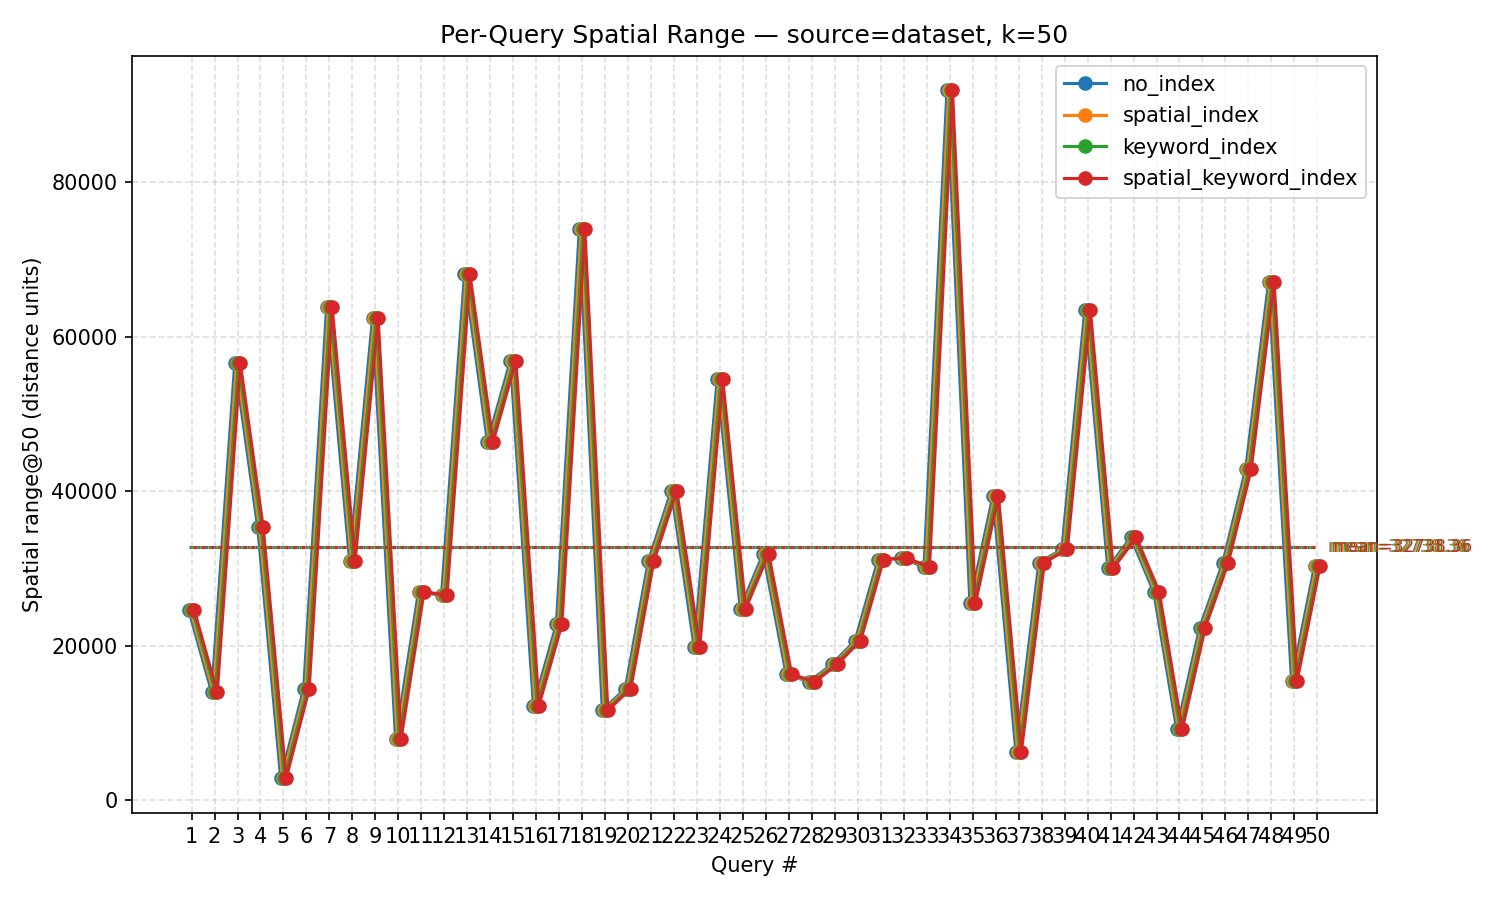 Per-Query Spatial Range — source=dataset, k=50
no_index
spatial_index
keyword_index
spatial_keyword_index
Spatial range@50 (distance units)
80000
60000
40000
20000
0
1 2 3 4 5 6 7 8 9 10 11 12 13 14 15 16 17 18 19 20 21 22 23 24 25 26 27 28 29 30 31 32 33 34 35 36 37 38 39 40 41 42 43 44 45 46 47 48 49 50
Query #